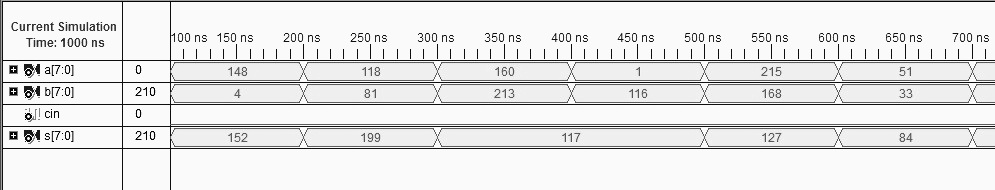 Current Simulation
Time: 1000 ns
100 ns 150 ns 200 ns 250 ns 300 ns 350 ns 400 ns 450 ns 500 ns 550 ns 600 ns 650 ns 700 ns
a[7:0] 0 148 118 160 1 215 51
b[7:0] 210 4 81 213 116 168 33
cin 0
s[7:0] 210 152 199 117 127 84